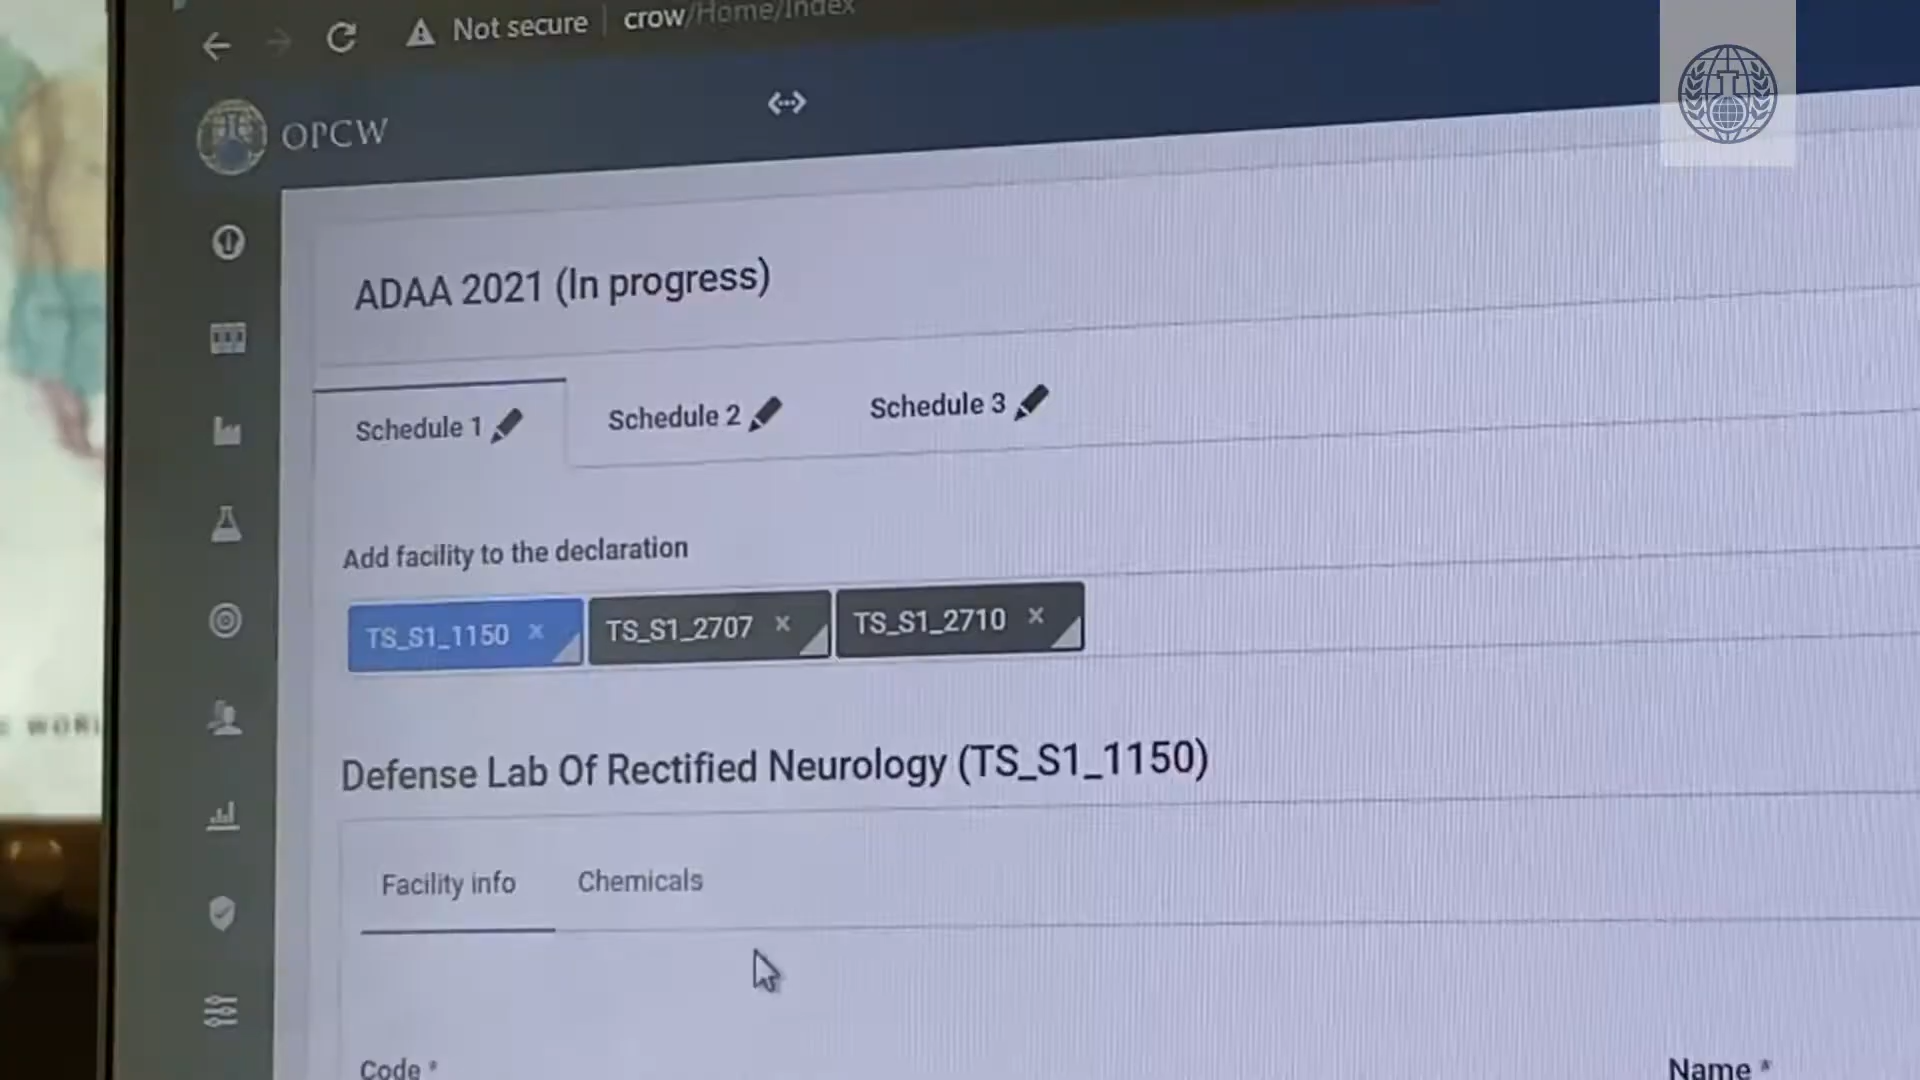 Not secure | crow/Home/Index
OPCW
ADAA 2021 (In progress)
Schedule 1
Schedule 2
Schedule 3
Add facility to the declaration
TS_S1_1150 ×
TS_S1_2707 ×
TS_S1_2710 ×
Defense Lab Of Rectified Neurology (TS_S1_1150)
Facility info
Chemicals
Code *
Name *